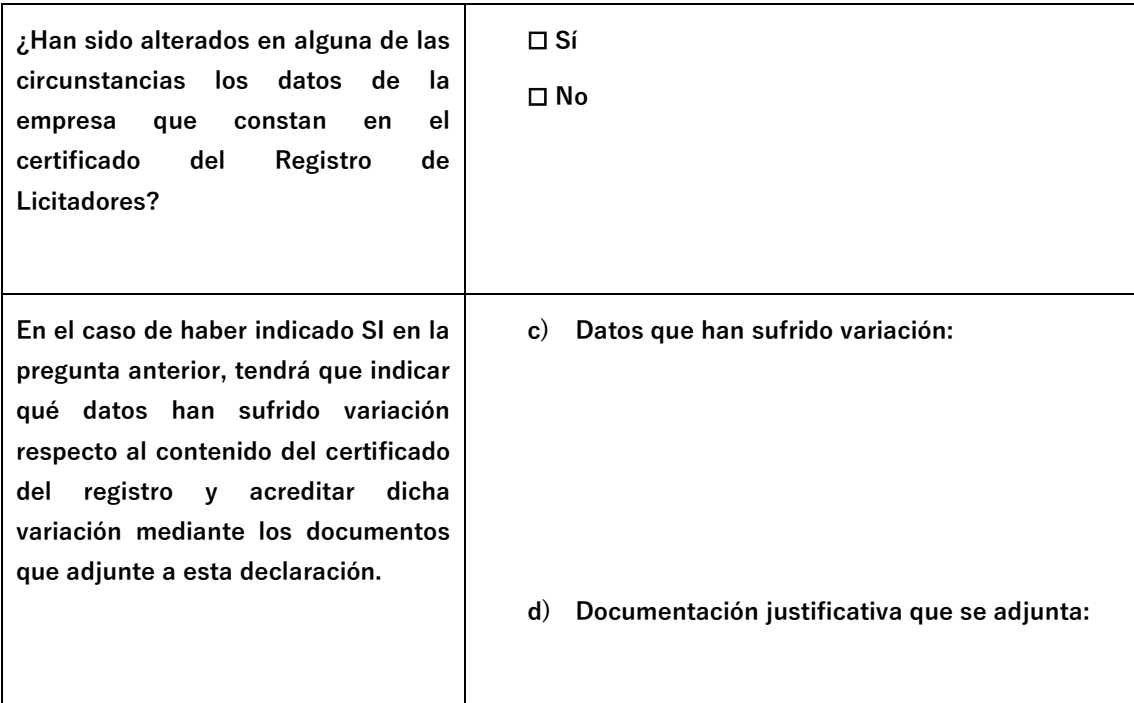 ¿Han sido alterados en alguna de las
circunstancias los datos de la
empresa que constan en el
certificado del Registro de
Licitadores?
☐ Sí
☐ No
En el caso de haber indicado SI en la
pregunta anterior, tendrá que indicar
qué datos han sufrido variación
respecto al contenido del certificado
del registro y acreditar dicha
variación mediante los documentos
que adjunte a esta declaración.
c) Datos que han sufrido variación:
d) Documentación justificativa que se adjunta: